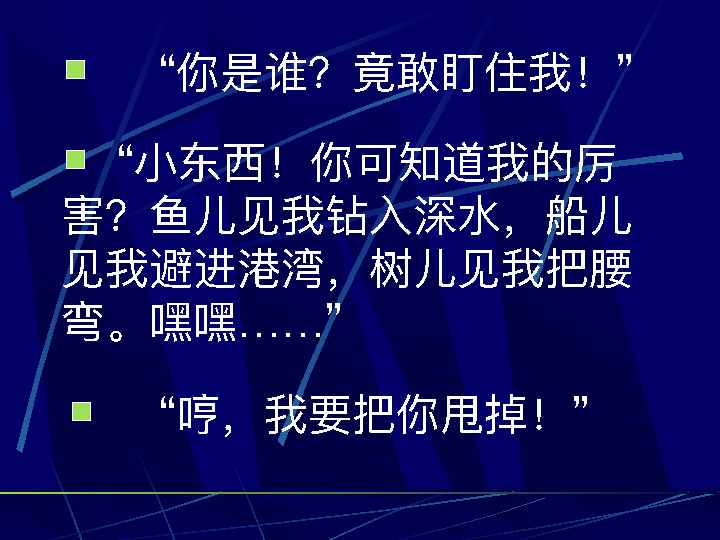 “你是谁？竟敢盯住我！”
“小东西！你可知道我的厉
害？鱼儿见我钻入深水，船儿
见我避进港湾，树儿见我把腰
弯。嘿嘿……”
“哼，我要把你甩掉！”